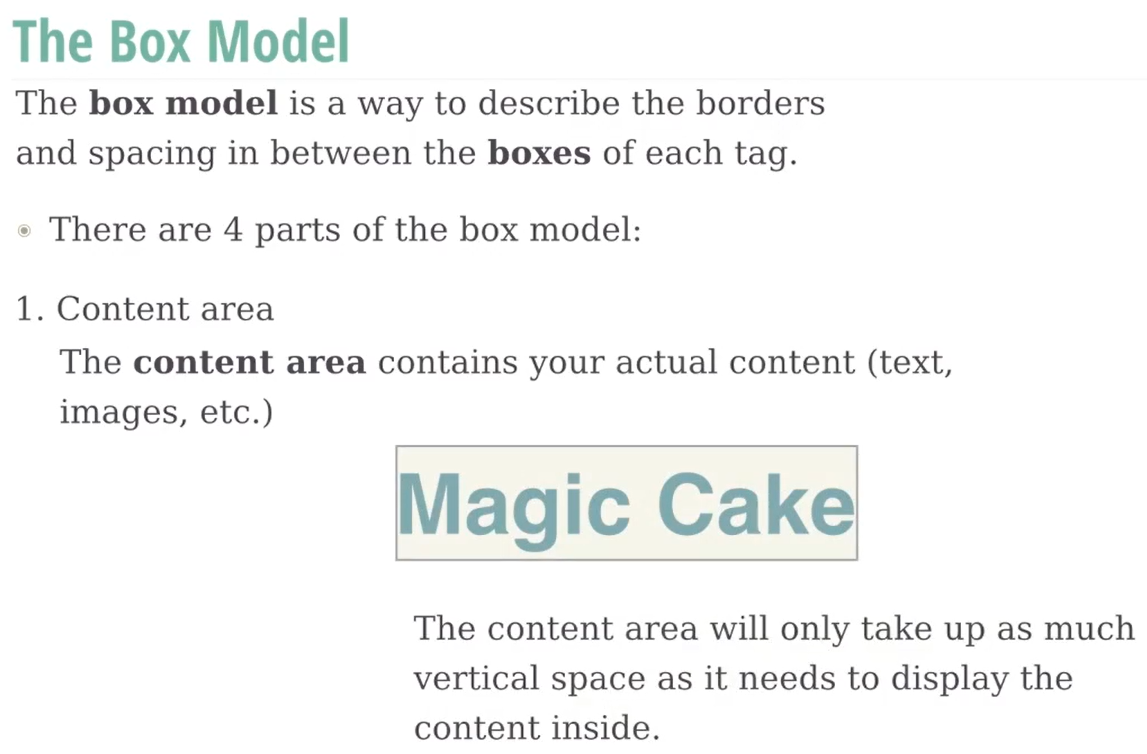 The Box Model
The box model is a way to describe the borders
and spacing in between the boxes of each tag.
There are 4 parts of the box model:
1. Content area
The content area contains your actual content (text,
images, etc.)
Magic Cake
The content area will only take up as much
vertical space as it needs to display the
content inside.